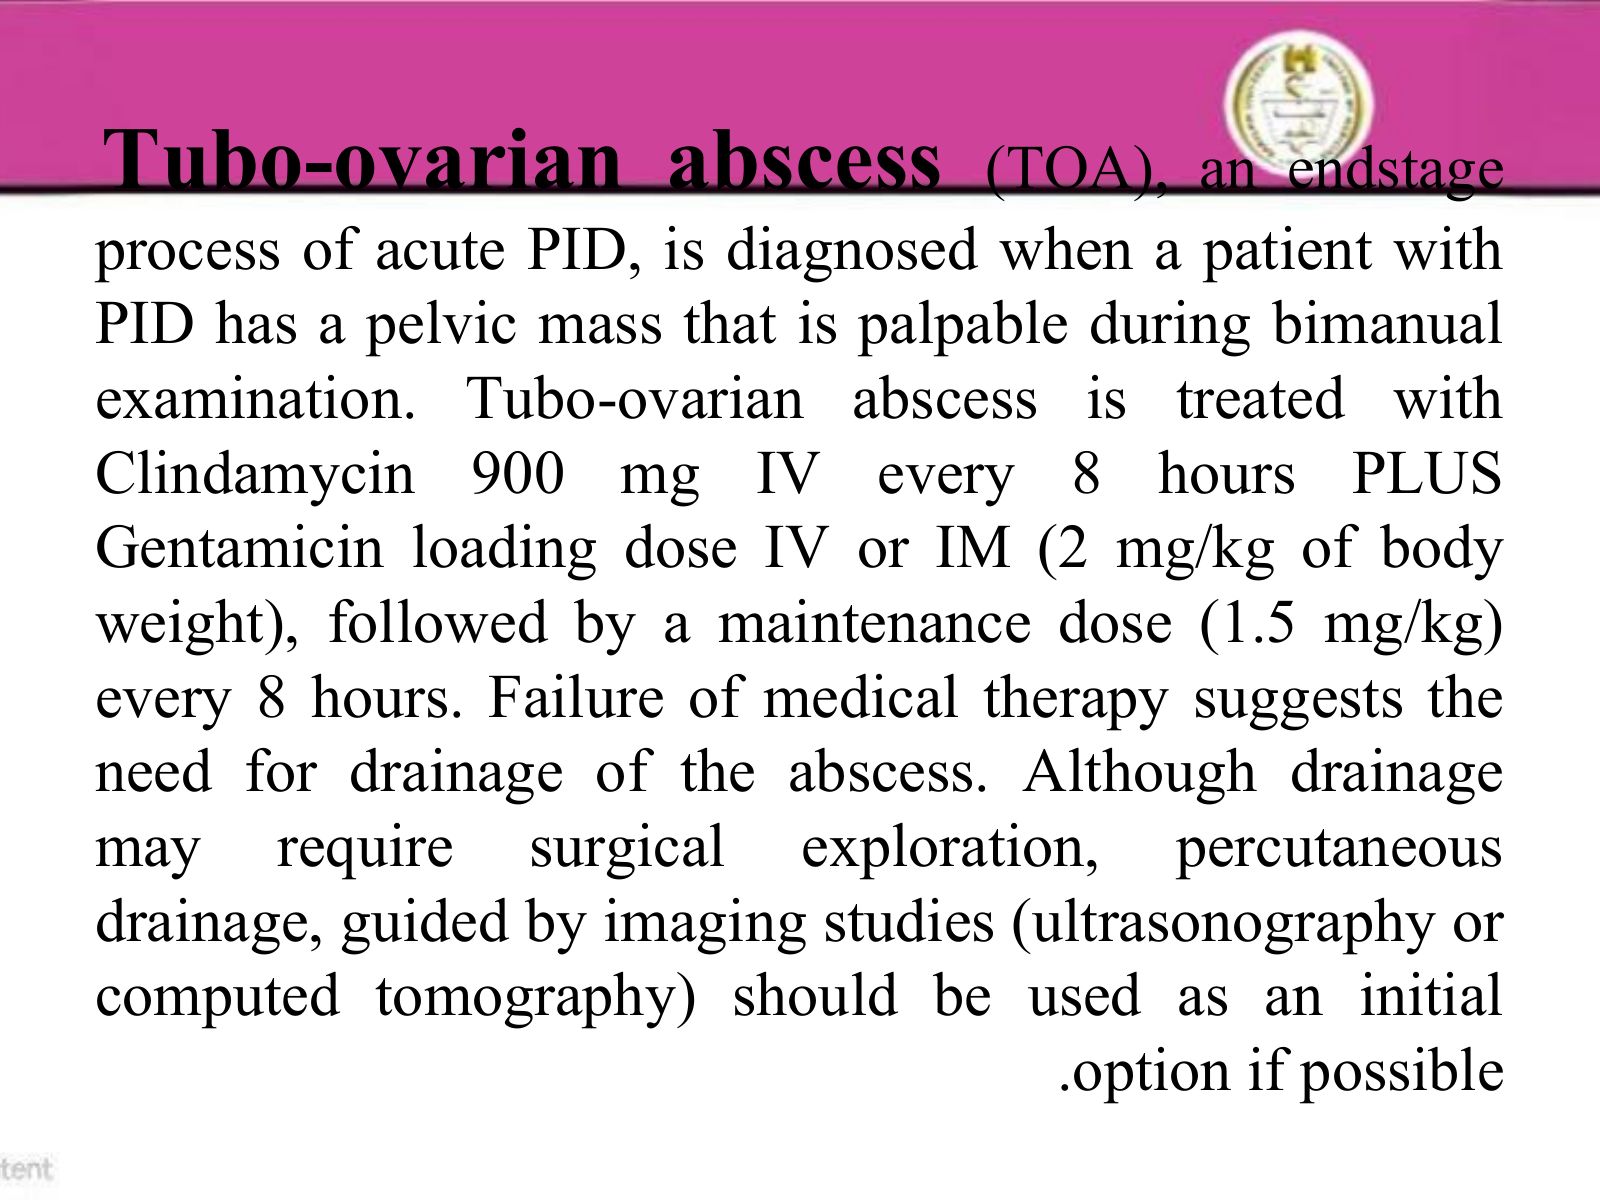 Tubo-ovarian abscess (TOA), an endstage
process of acute PID, is diagnosed when a patient with
PID has a pelvic mass that is palpable during bimanual
examination. Tubo-ovarian abscess is treated with
Clindamycin 900 mg IV every 8 hours PLUS
Gentamicin loading dose IV or IM (2 mg/kg of body
weight), followed by a maintenance dose (1.5 mg/kg)
every 8 hours. Failure of medical therapy suggests the
need for drainage of the abscess. Although drainage
may require surgical exploration, percutaneous
drainage, guided by imaging studies (ultrasonography or
computed tomography) should be used as an initial
.option if possible
tent